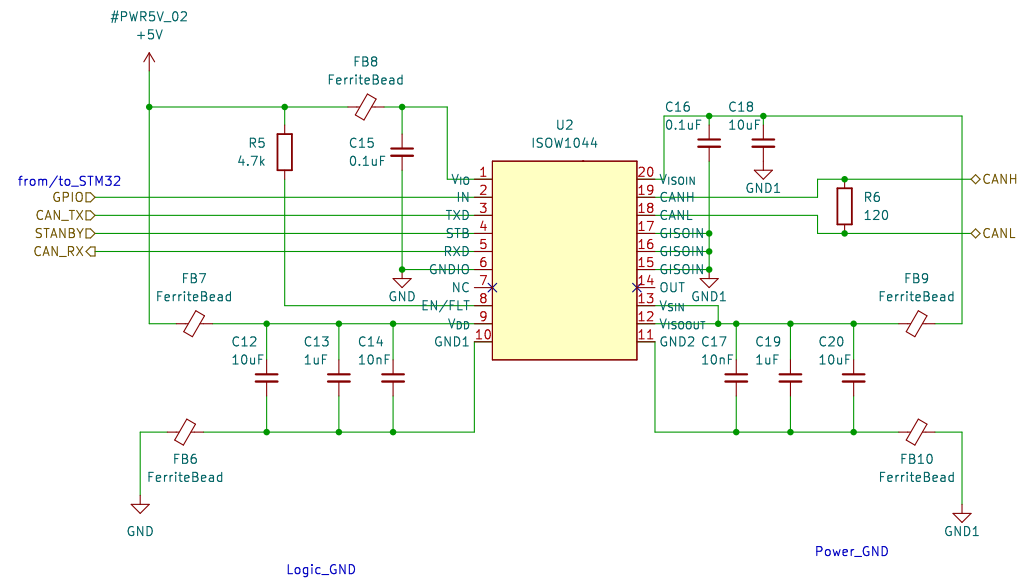 #PWR5V_02
+5V
FB8
FerriteBead
C16
0.1uF
C18
10uF
U2
ISOW1044
R5
4.7k
C15
0.1uF
from/to_STM32
GPIO
CAN_TX
STANBY
CAN_RX
1
VIO
2
IN
3
TXD
4
STB
5
RXD
6
GNDIO
7
NC
8
EN/FLT
9
VDD
10
GND1
20
VISOIN
19
CANH
18
CANL
17
GISOIN
16
GISOIN
15
GISOIN
14
OUT
13
VSIN
12
VISOOUT
11
GND2
GND1
CANH
R6
120
CANL
GND
GND1
FB7
FerriteBead
FB9
FerriteBead
C12
10uF
C13
1uF
C14
10nF
C17
10nF
C19
1uF
C20
10uF
FB6
FerriteBead
FB10
FerriteBead
GND
GND1
Power_GND
Logic_GND